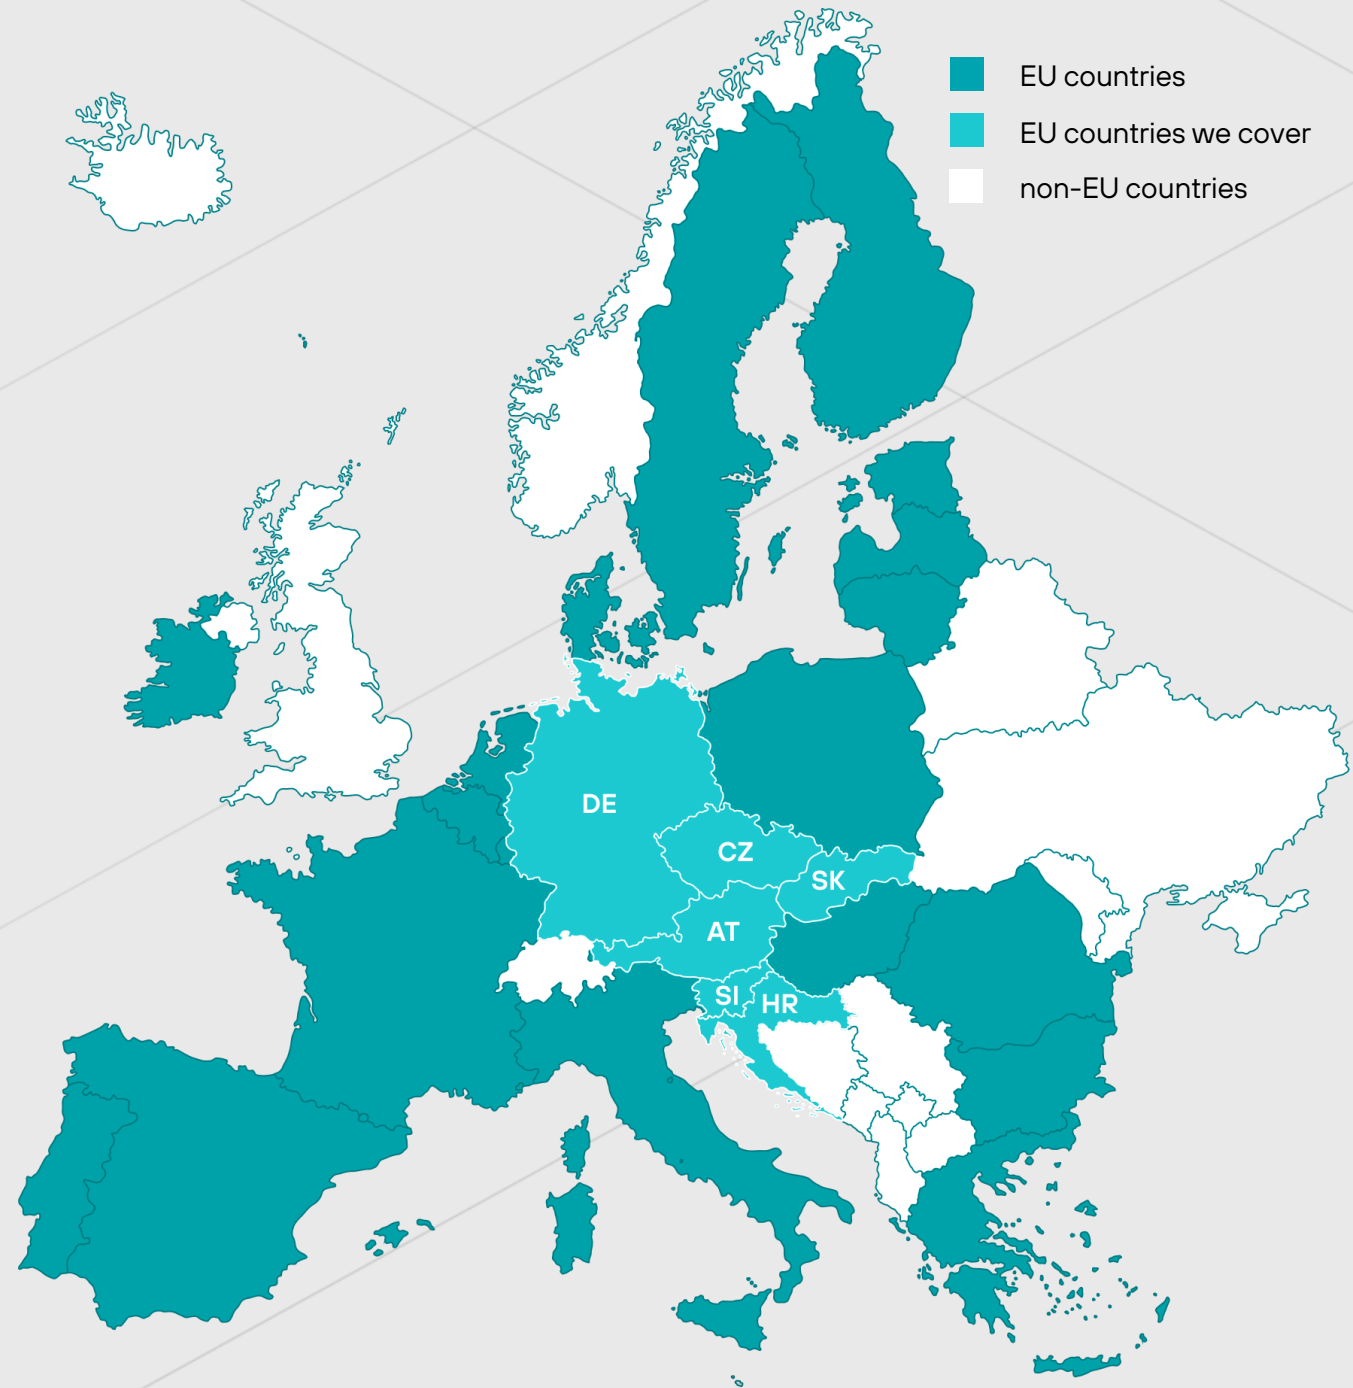 EU countries
EU countries we cover
non-EU countries
DE
CZ
SK
AT
SI
HR